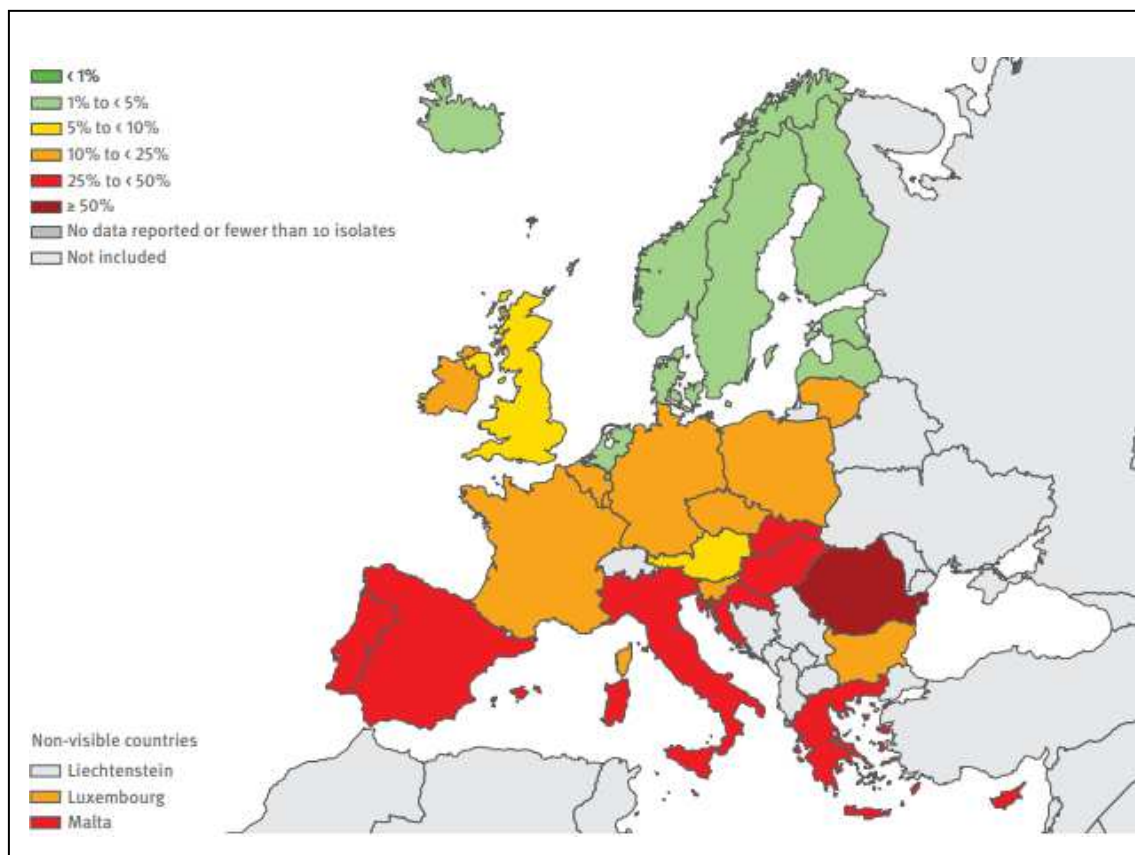 < 1%
1% to < 5%
5% to < 10%
10% to < 25%
25% to < 50%
≥ 50%
No data reported or fewer than 10 isolates
Not included
Non-visible countries
Liechtenstein
Luxembourg
Malta